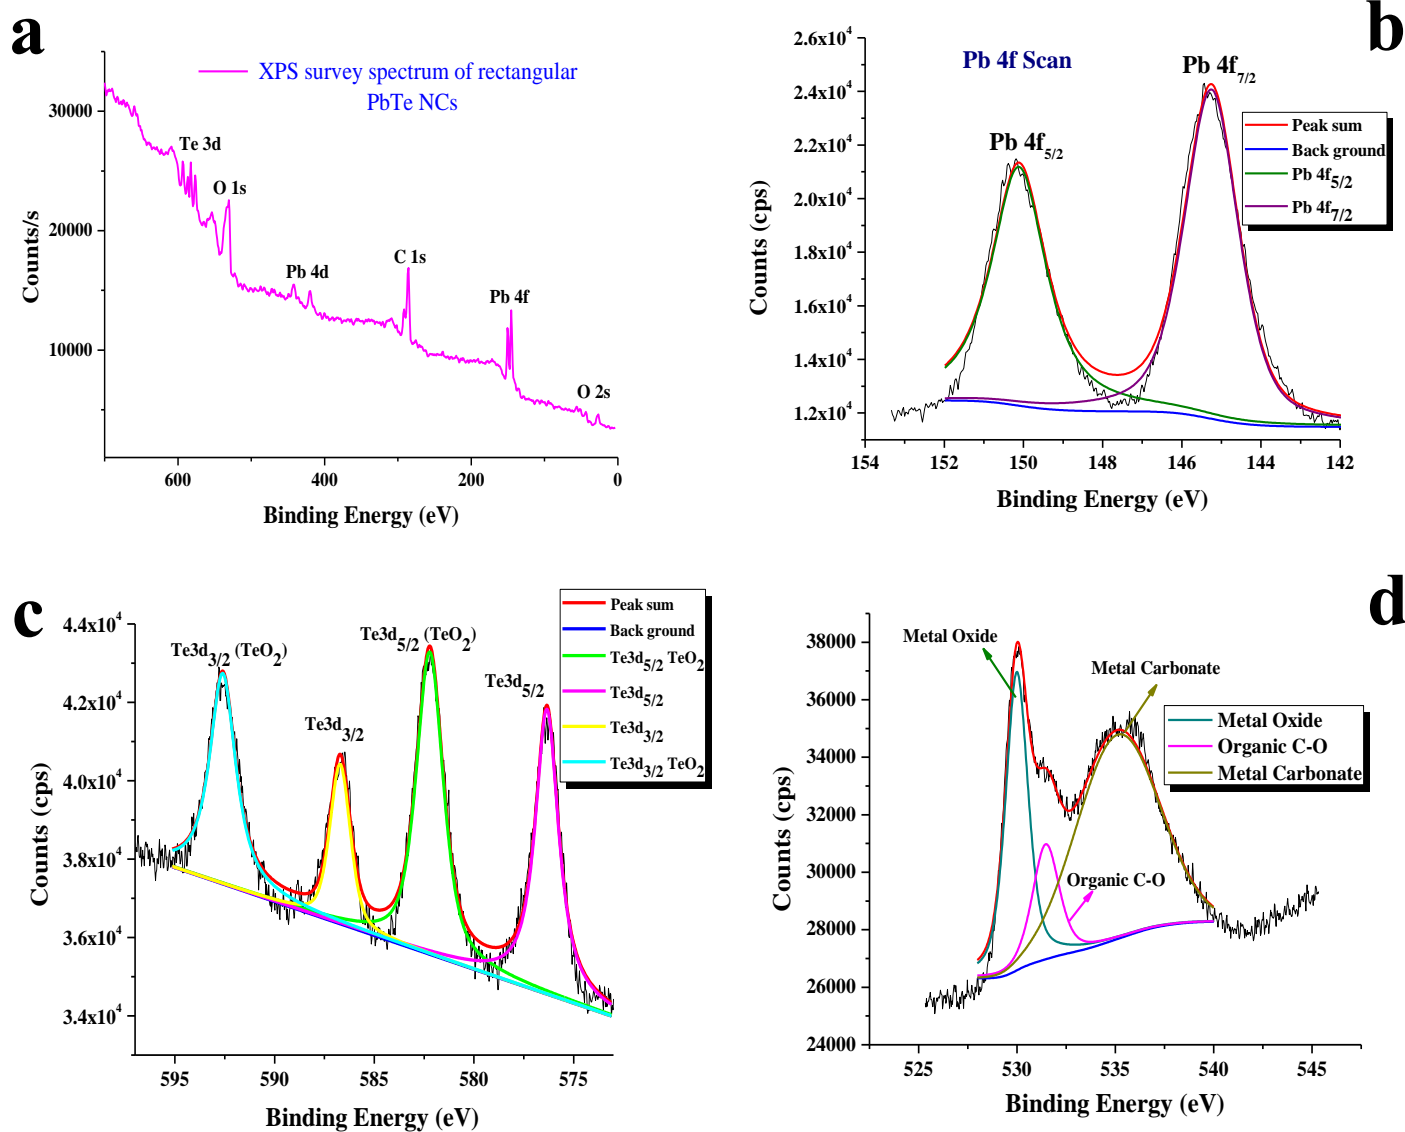 a
XPS survey spectrum of rectangular
PbTe NCs
Te 3d
O 1s
Pb 4d
C 1s
Pb 4f
O 2s
30000
20000
10000
Counts/s
600
400
200
0
Binding Energy (eV)
b
Pb 4f Scan
Pb 4f7/2
Pb 4f5/2
Peak sum
Back ground
Pb 4f5/2
Pb 4f7/2
2.6x10^4
2.4x10^4
2.2x10^4
2.0x10^4
1.8x10^4
1.6x10^4
1.4x10^4
1.2x10^4
Counts (cps)
154
152
150
148
146
144
142
Binding Energy (eV)
c
Te3d3/2 (TeO2)
Te3d3/2
Te3d5/2 (TeO2)
Te3d5/2
Peak sum
Back ground
Te3d5/2 TeO2
Te3d5/2
Te3d3/2
Te3d3/2 TeO2
4.4x10^4
4.2x10^4
4.0x10^4
3.8x10^4
3.6x10^4
3.4x10^4
Counts (cps)
595
590
585
580
575
Binding Energy (eV)
d
Metal Oxide
Metal Carbonate
Organic C-O
Metal Oxide
Organic C-O
Metal Carbonate
38000
36000
34000
32000
30000
28000
26000
24000
Counts (cps)
525
530
535
540
545
Binding Energy (eV)